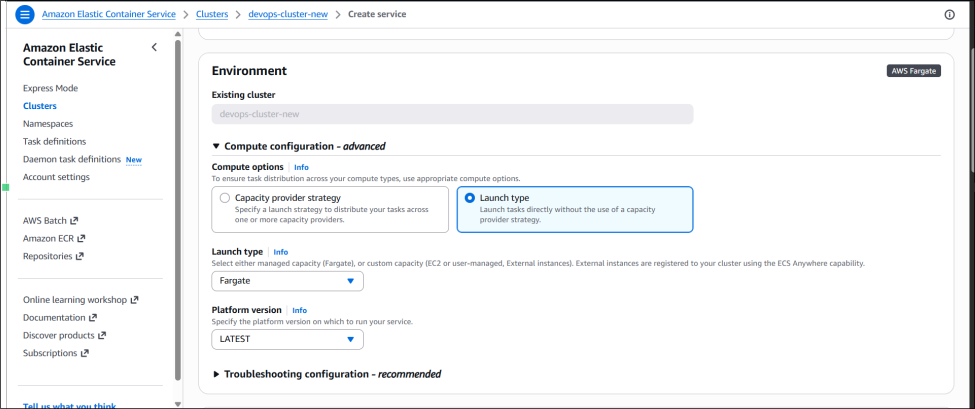 Amazon Elastic Container Service > Clusters > devops-cluster-new > Create service
Amazon Elastic
Container Service
Express Mode
Clusters
Namespaces
Task definitions
Daemon task definitions New
Account settings
AWS Batch
Amazon ECR
Repositories
Online learning workshop
Documentation
Discover products
Subscriptions
Tell us what you think
Environment
AWS Fargate
Existing cluster
devops-cluster-new
Compute configuration - advanced
Compute options Info
To ensure task distribution across your compute types, use appropriate compute options.
Capacity provider strategy
Specify a launch strategy to distribute your tasks across
one or more capacity providers.
Launch type
Launch tasks directly without the use of a capacity
provider strategy.
Launch type Info
Select either managed capacity (Fargate), or custom capacity (EC2 or user-managed, External instances). External instances are registered to your cluster using the ECS Anywhere capability.
Fargate
Platform version Info
Specify the platform version on which to run your service.
LATEST
Troubleshooting configuration - recommended